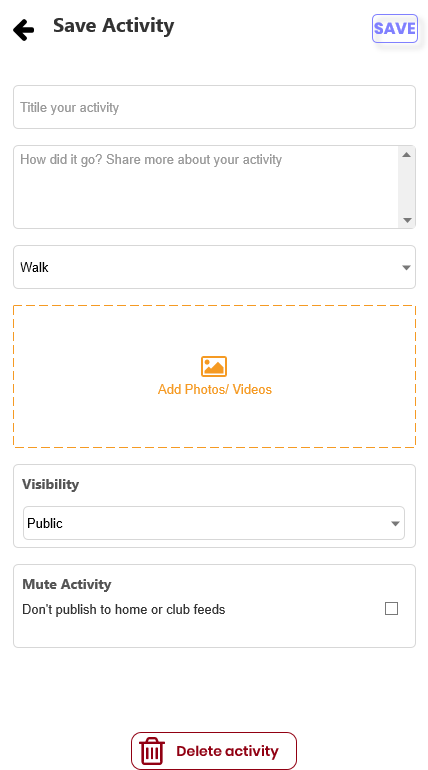 Save Activity
SAVE
Titile your activity
How did it go? Share more about your activity
Walk
Add Photos/ Videos
Visibility
Public
Mute Activity
Don't publish to home or club feeds
Delete activity